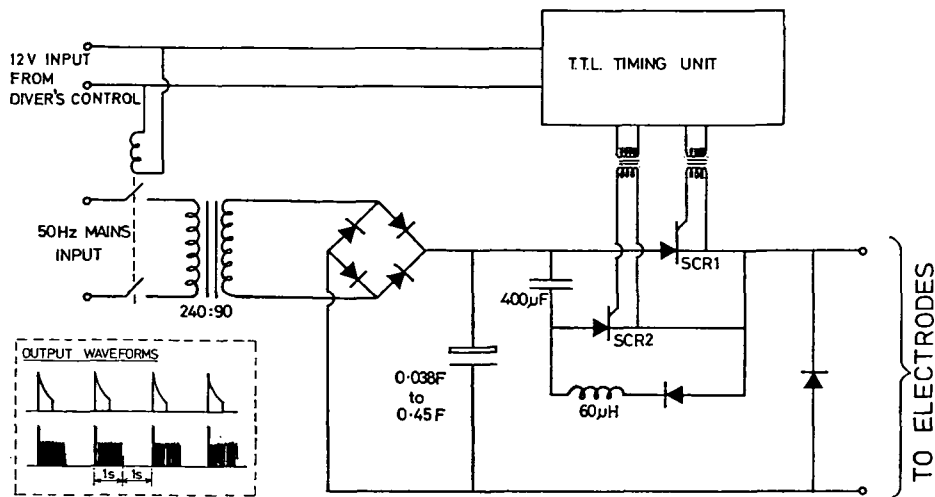 12V INPUT
FROM
DIVER'S CONTROL
T.T.L. TIMING UNIT
50Hz MAINS
INPUT
240:90
SCR1
400µF
SCR2
0·038F
to
0·45F
60µH
OUTPUT WAVEFORMS
1s 1s
TO ELECTRODES